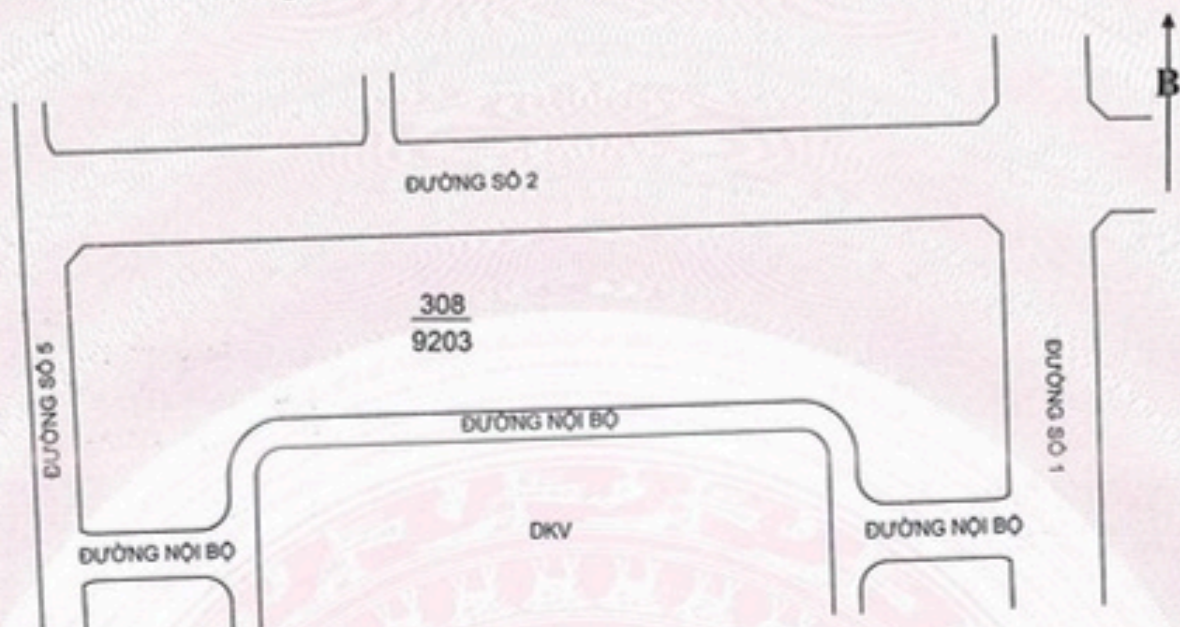 B
ĐƯỜNG SỐ 2
308
9203
ĐƯỜNG SỐ 5
ĐƯỜNG SỐ 1
ĐƯỜNG NỘI BỘ
DKV
ĐƯỜNG NỘI BỘ
ĐƯỜNG NỘI BỘ